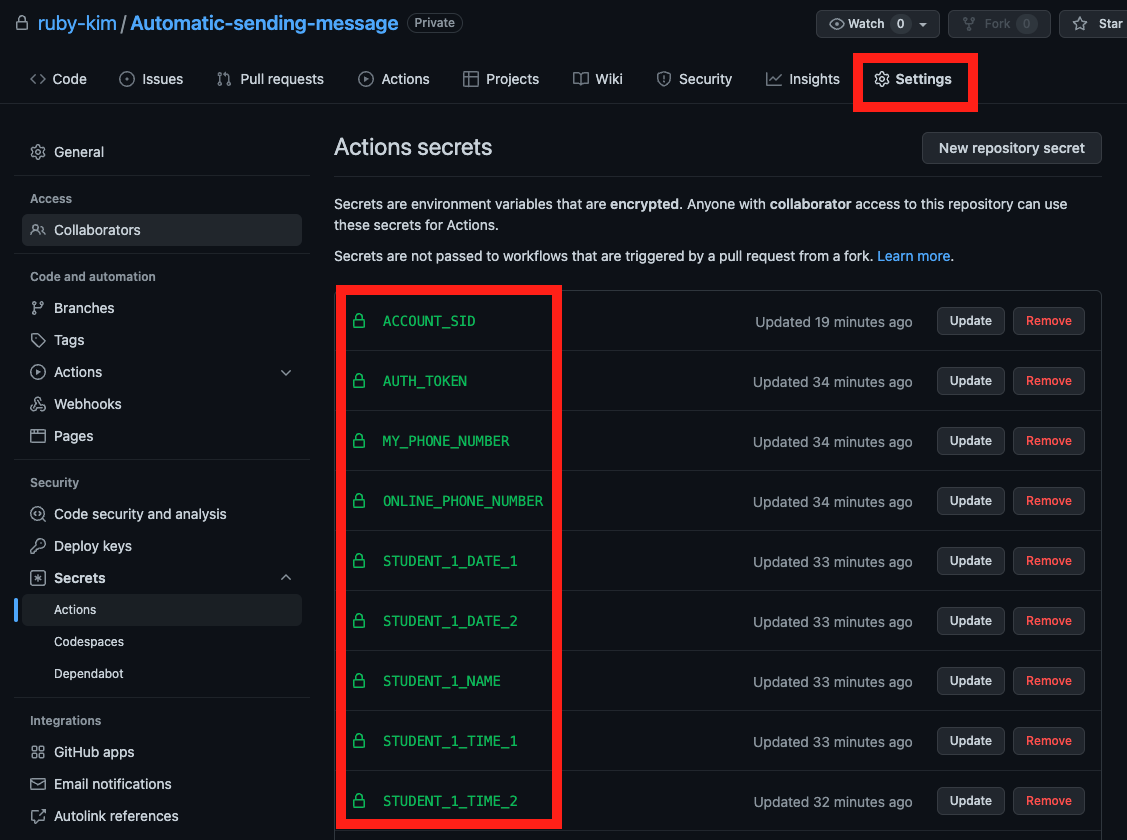 ruby-kim / Automatic-sending-message Private
Watch 0
Fork 0
Star
Code
Issues
Pull requests
Actions
Projects
Wiki
Security
Insights
Settings
General
Access
Collaborators
Code and automation
Branches
Tags
Actions
Webhooks
Pages
Security
Code security and analysis
Deploy keys
Secrets
Actions
Codespaces
Dependabot
Integrations
GitHub apps
Email notifications
Autolink references
Actions secrets
New repository secret
Secrets are environment variables that are encrypted. Anyone with collaborator access to this repository can use
these secrets for Actions.
Secrets are not passed to workflows that are triggered by a pull request from a fork. Learn more.
ACCOUNT_SID Updated 19 minutes ago Update Remove
AUTH_TOKEN Updated 34 minutes ago Update Remove
MY_PHONE_NUMBER Updated 34 minutes ago Update Remove
ONLINE_PHONE_NUMBER Updated 34 minutes ago Update Remove
STUDENT_1_DATE_1 Updated 33 minutes ago Update Remove
STUDENT_1_DATE_2 Updated 33 minutes ago Update Remove
STUDENT_1_NAME Updated 33 minutes ago Update Remove
STUDENT_1_TIME_1 Updated 33 minutes ago Update Remove
STUDENT_1_TIME_2 Updated 32 minutes ago Update Remove